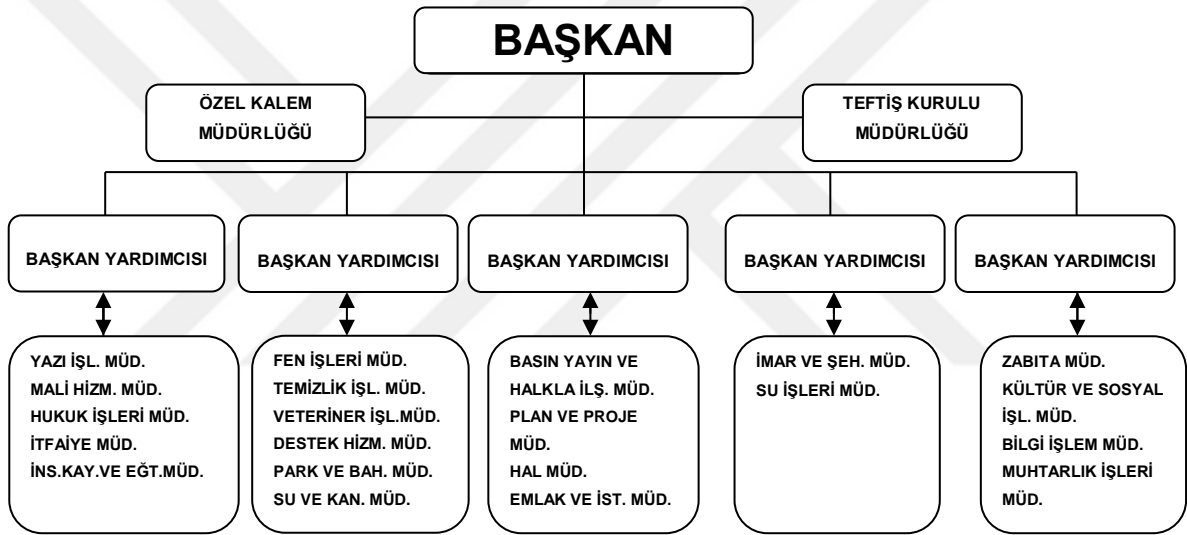 BAŞKAN
ÖZEL KALEM
MÜDÜRLÜĞÜ
TEFTİŞ KURULU
MÜDÜRLÜĞÜ
BAŞKAN YARDIMCISI
BAŞKAN YARDIMCISI
BAŞKAN YARDIMCISI
BAŞKAN YARDIMCISI
BAŞKAN YARDIMCISI
YAZI İŞL. MÜD.
MALİ HİZM. MÜD.
HUKUK İŞLERİ MÜD.
İTFAİYE MÜD.
İNS.KAY.VE EĞT.MÜD.
FEN İŞLERİ MÜD.
TEMİZLİK İŞL. MÜD.
VETERİNER İŞL.MÜD.
DESTEK HİZM. MÜD.
PARK VE BAH. MÜD.
SU VE KAN. MÜD.
BASIN YAYIN VE
HALKLA İLŞ. MÜD.
PLAN VE PROJE
MÜD.
HAL MÜD.
EMLAK VE İST. MÜD.
İMAR VE ŞEH. MÜD.
SU İŞLERİ MÜD.
ZABITA MÜD.
KÜLTÜR VE SOSYAL
İŞL. MÜD.
BİLGİ İŞLEM MÜD.
MUHTARLIK İŞLERİ
MÜD.